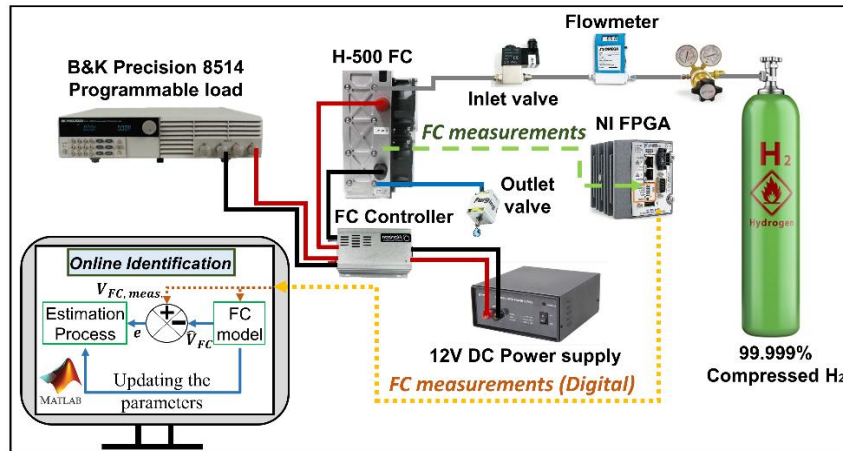 Flowmeter
B&K Precision 8514
Programmable load
H-500 FC
Inlet valve
FC measurements
NI FPGA
H2
Hydrogen
Outlet
valve
FC Controller
Online Identification
V_FC, meas
Estimation
Process
+
-
e
V̂_FC
FC
model
Updating the
parameters
MATLAB
12V DC Power supply
FC measurements (Digital)
99.999%
Compressed H₂